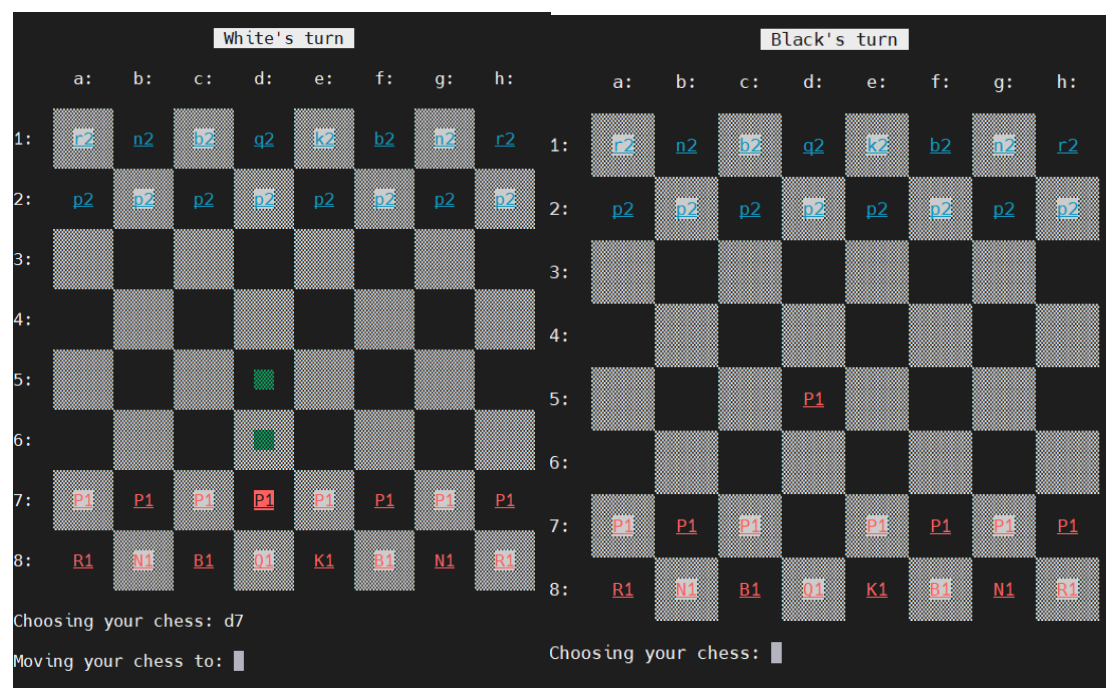 White's turn
a: b: c: d: e: f: g: h:
1: r2 n2 b2 q2 k2 b2 n2 r2
2: p2 p2 p2 p2 p2 p2 p2 p2
3:
4:
5:
6:
7: P1 P1 P1 P1 P1 P1 P1 P1
8: R1 N1 B1 Q1 K1 B1 N1 R1
Choosing your chess: d7
Moving your chess to:
Black's turn
a: b: c: d: e: f: g: h:
1: r2 n2 b2 q2 k2 b2 n2 r2
2: p2 p2 p2 p2 p2 p2 p2 p2
3:
4:
5: P1
6:
7: P1 P1 P1 P1 P1 P1 P1
8: R1 N1 B1 Q1 K1 B1 N1 R1
Choosing your chess: